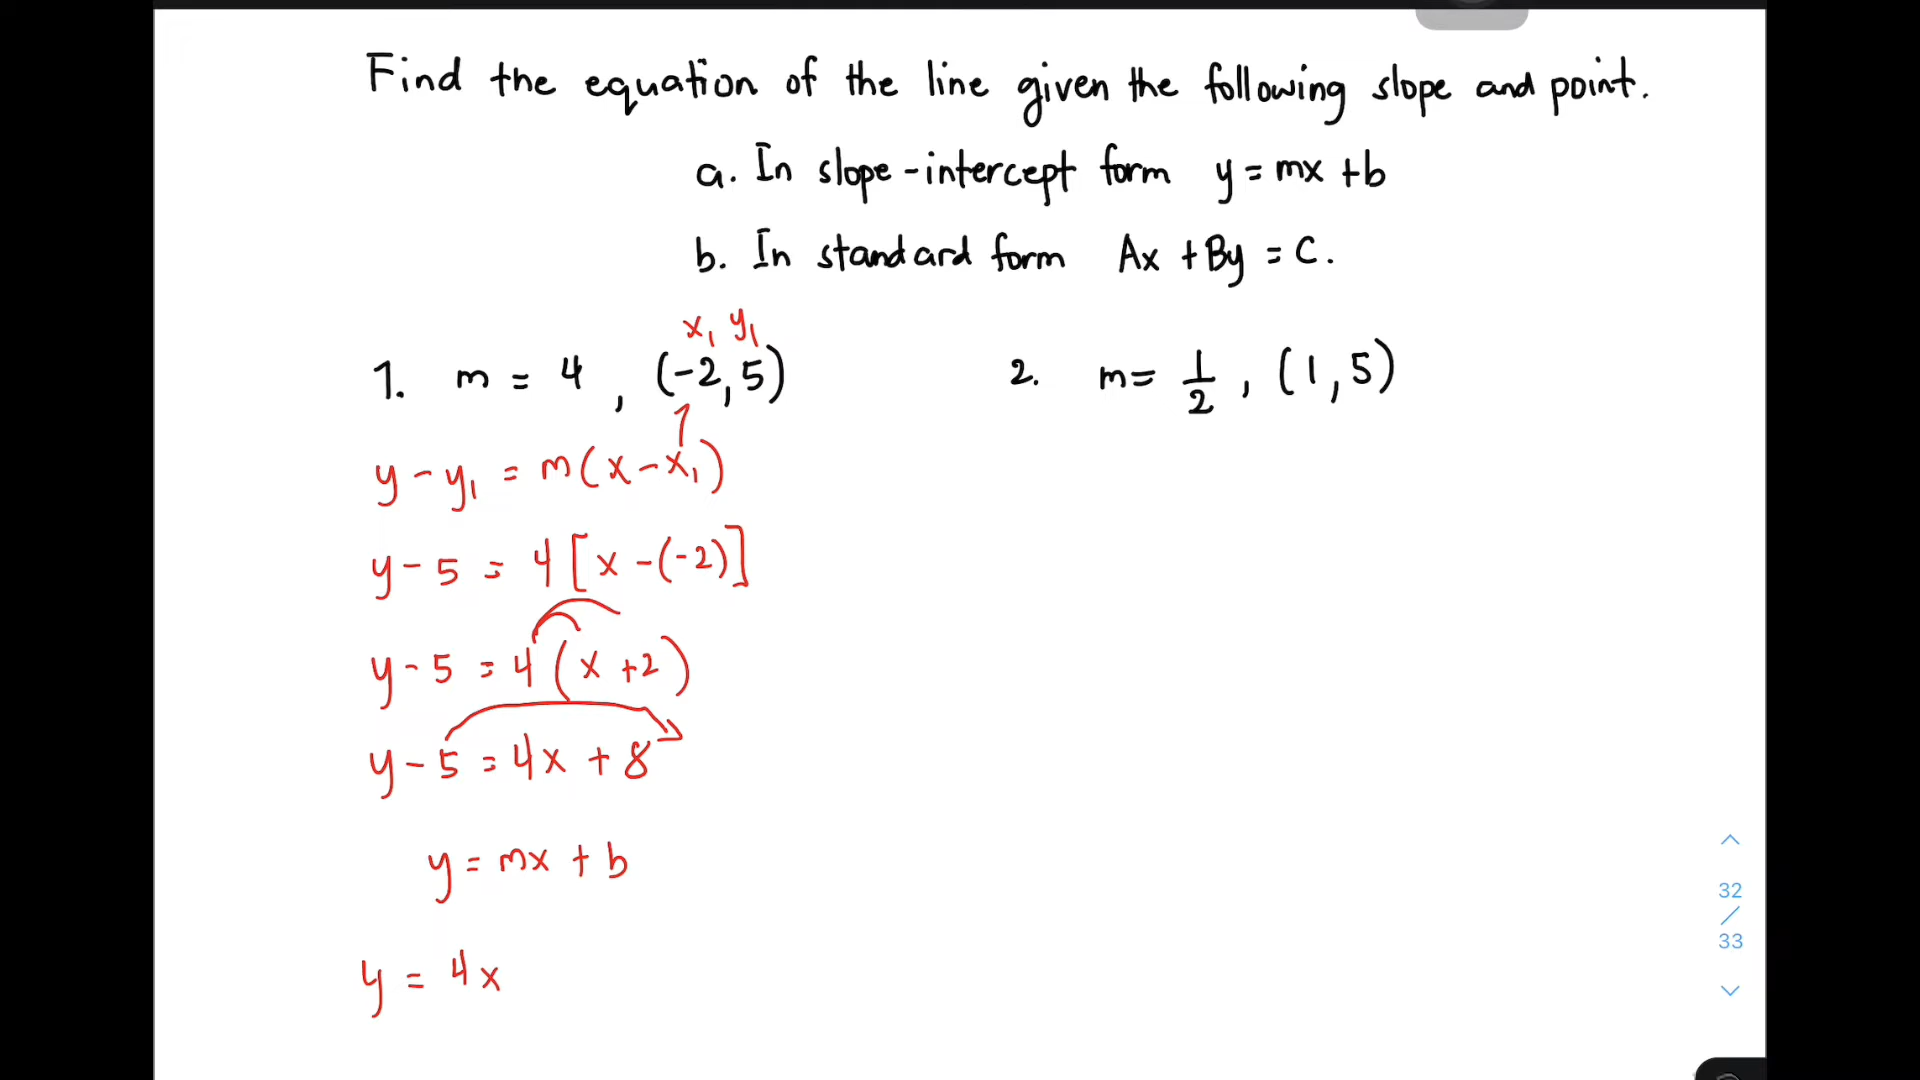 Find the equation of the line given the following slope and point.
a. In slope-intercept form y = mx + b
b. In standard form Ax + By = C.
x₁ y₁
1. m = 4 , (-2, 5)
y - y₁ = m(x - x₁)
y - 5 = 4[x - (-2)]
y - 5 = 4(x + 2)
y - 5 = 4x + 8
y = mx + b
y = 4x
2. m = 1/2 , (1, 5)
32
/
33